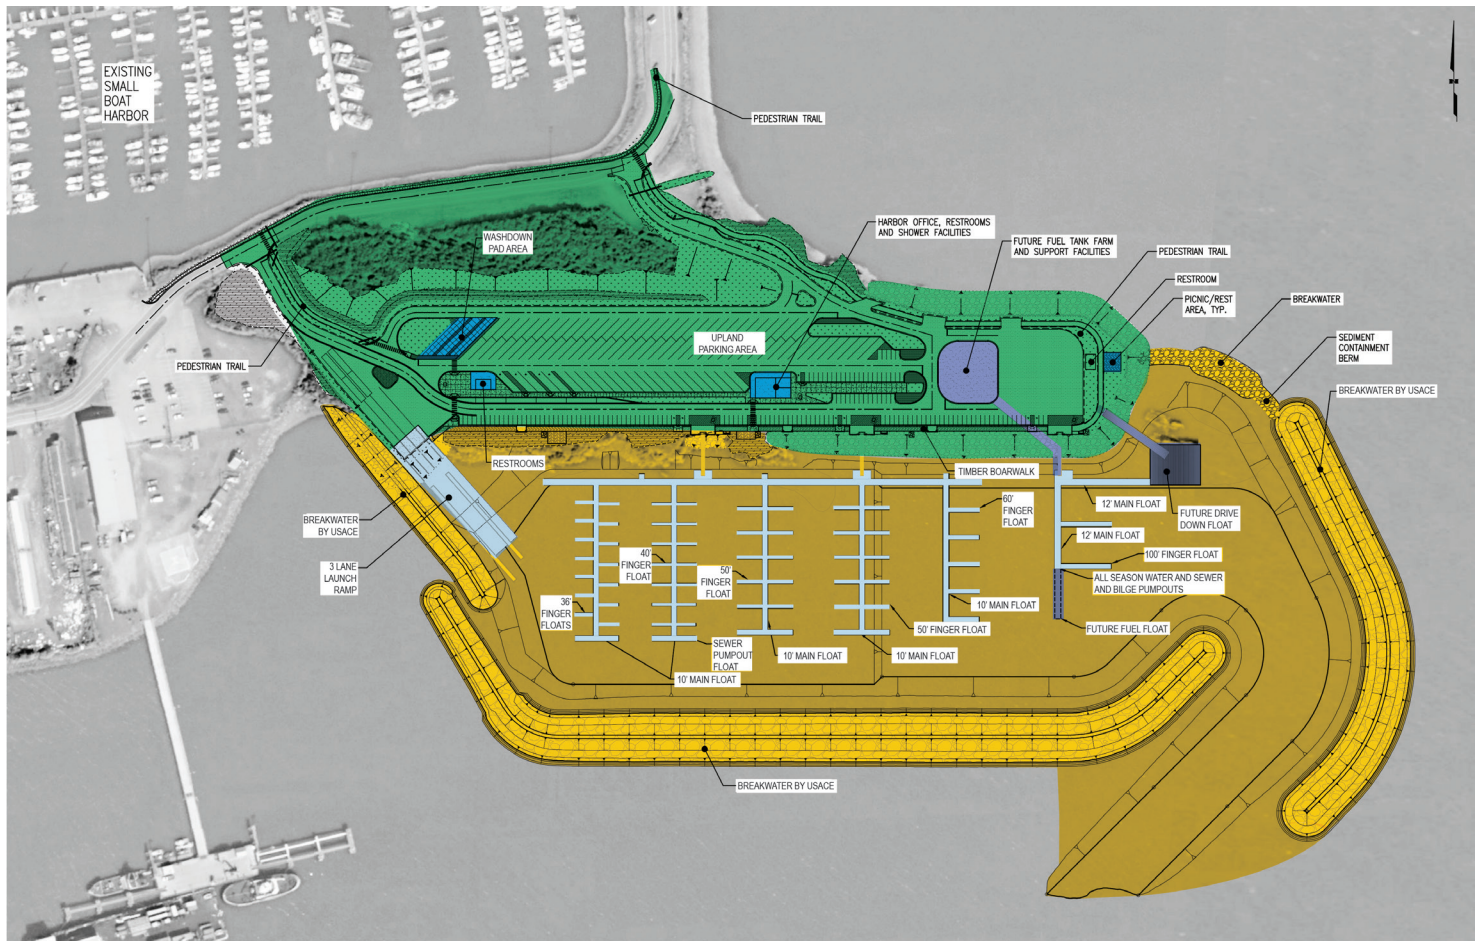 EXISTING
SMALL
BOAT
HARBOR
PEDESTRIAN TRAIL
WASHDOWN
PAD AREA
HARBOR OFFICE, RESTROOMS
AND SHOWER FACILITIES
FUTURE FUEL TANK FARM
AND SUPPORT FACILITIES
PEDESTRIAN TRAIL
RESTROOM
PICNIC/REST
AREA, TYP.
BREAKWATER
SEDIMENT
CONTAINMENT
BERM
BREAKWATER BY USACE
UPLAND
PARKING AREA
PEDESTRIAN TRAIL
RESTROOMS
TIMBER BOARWALK
BREAKWATER
BY USACE
3 LANE
LAUNCH
RAMP
60'
FINGER
FLOAT
12' MAIN FLOAT
FUTURE DRIVE
DOWN FLOAT
12' MAIN FLOAT
100' FINGER FLOAT
ALL SEASON WATER AND SEWER
AND BILGE PUMPOUTS
40'
FINGER
FLOAT
50'
FINGER
FLOAT
36'
FINGER
FLOATS
10' MAIN FLOAT
50' FINGER FLOAT
FUTURE FUEL FLOAT
SEWER
PUMPOUT
FLOAT
10' MAIN FLOAT
10' MAIN FLOAT
10' MAIN FLOAT
BREAKWATER BY USACE